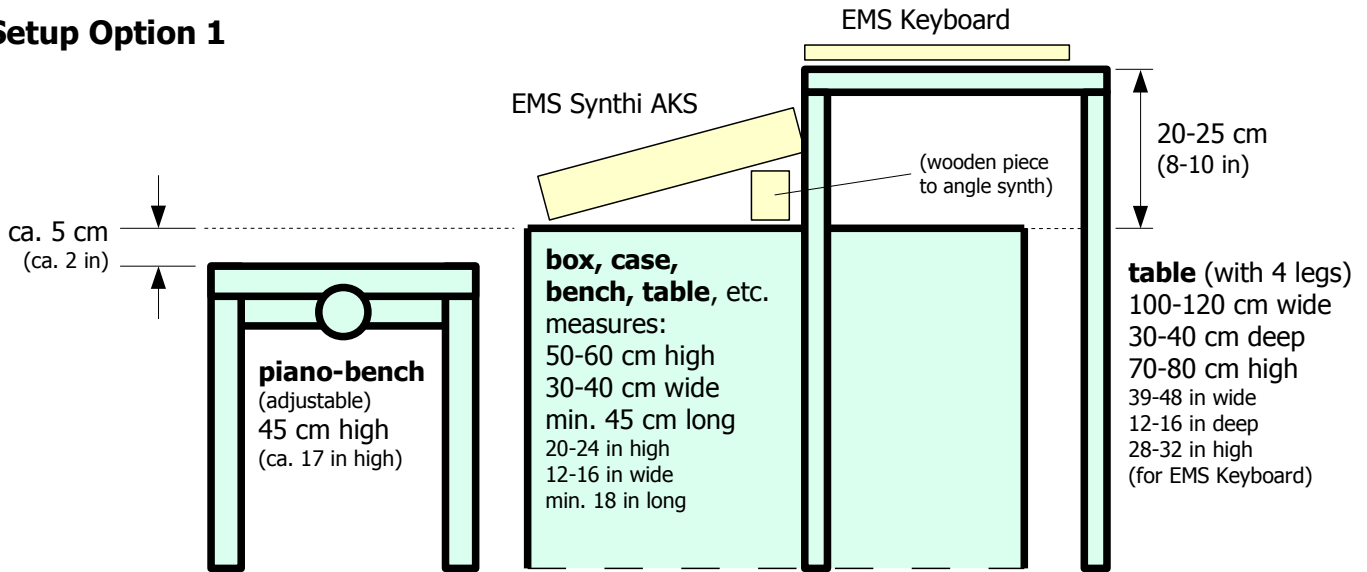 Setup Option 1
EMS Keyboard
EMS Synthi AKS
(wooden piece
to angle synth)
20-25 cm
(8-10 in)
ca. 5 cm
(ca. 2 in)
piano-bench
(adjustable)
45 cm high
(ca. 17 in high)
box, case,
bench, table, etc.
measures:
50-60 cm high
30-40 cm wide
min. 45 cm long
20-24 in high
12-16 in wide
min. 18 in long
table (with 4 legs)
100-120 cm wide
30-40 cm deep
70-80 cm high
39-48 in wide
12-16 in deep
28-32 in high
(for EMS Keyboard)